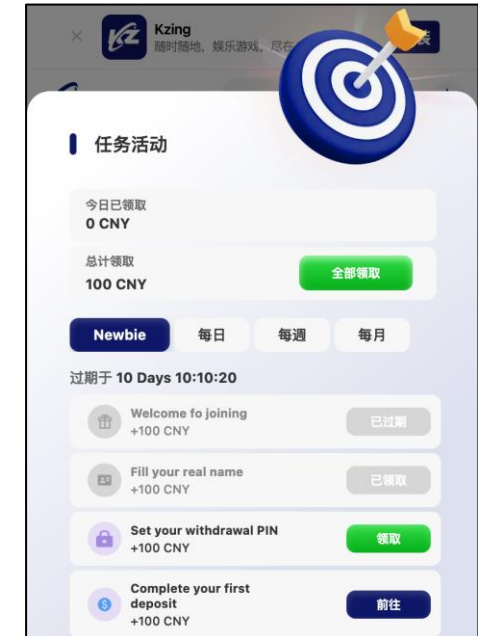 Kzing
随时随地、娱乐游戏，尽在
装
任务活动
今日已领取
0 CNY
总计领取
100 CNY
全部领取
Newbie 每日 每週 每月
过期于 10 Days 10:10:20
Welcome fo joining
+100 CNY
已过期
Fill your real name
+100 CNY
已领取
Set your withdrawal PIN
+100 CNY
领取
Complete your first
deposit
+100 CNY
前往